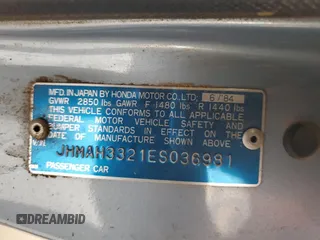 MFD. IN JAPAN BY HONDA MOTOR CO., LTD. 6/84
GVWR 2850 lbs GAWR F 1480 lbs R 1440 lbs
THIS VEHICLE CONFORMS TO ALL APPLICABLE
FEDERAL MOTOR VEHICLE SAFETY AND
BUMPER STANDARDS IN EFFECT ON THE
DATE OF MANUFACTURE SHOWN ABOVE.
JHMAH3321ES036981
PASSENGER CAR
DREAMBID